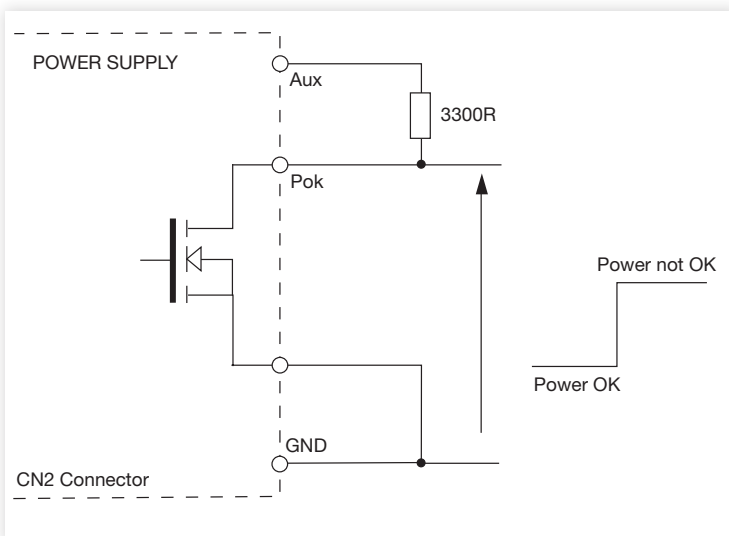 POWER SUPPLY
Aux
3300R
Pok
Power not OK
Power OK
GND
CN2 Connector